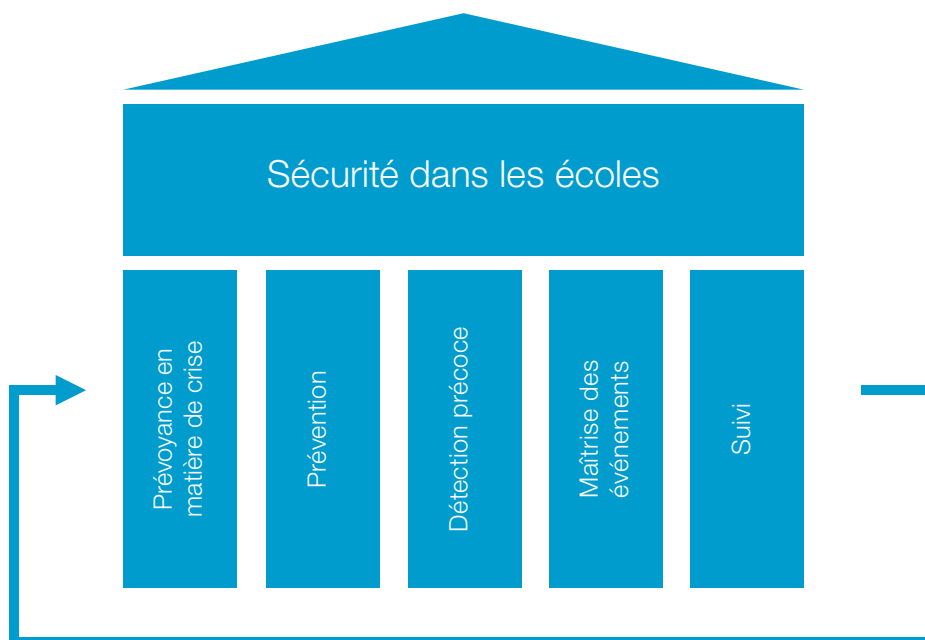 Sécurité dans les écoles
Prévoyance en
matière de crise
Prévention
Détection précoce
Maîtrise des
événements
Suivi